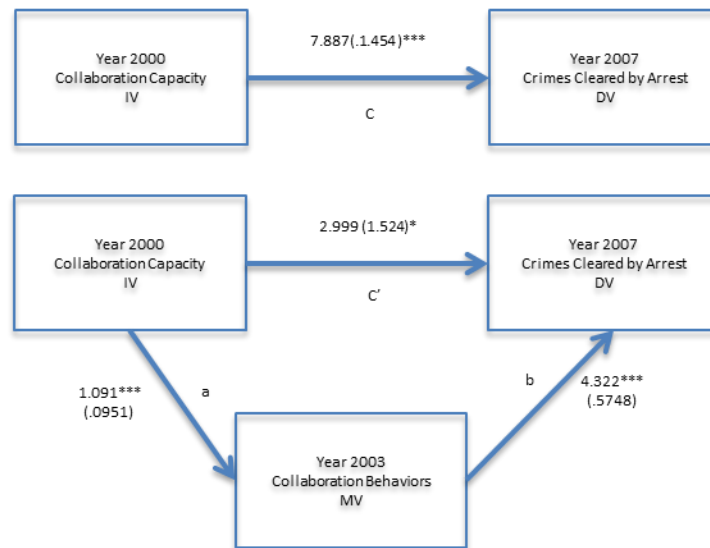 7.887(.1.454)***
Year 2000
Collaboration Capacity
IV
Year 2007
Crimes Cleared by Arrest
DV
C
2.999 (1.524)*
Year 2000
Collaboration Capacity
IV
Year 2007
Crimes Cleared by Arrest
DV
C’
1.091***
(.0951)
a
b
4.322***
(.5748)
Year 2003
Collaboration Behaviors
MV